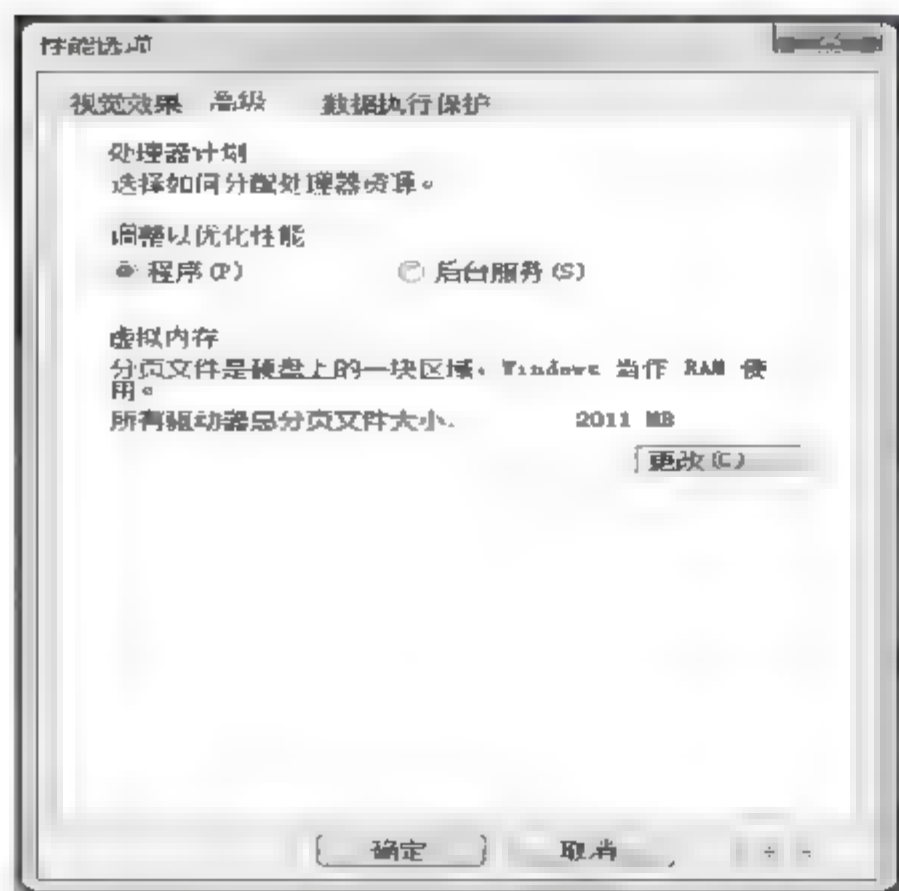 性能选项
视觉效果 高级 数据执行保护
处理器计划
选择如何分配处理器资源。
调整以优化性能
程序(P) 后台服务(S)
虚拟内存
分页文件是硬盘上的一块区域，Windows 当作 RAM 使
用。
所有驱动器总分页文件大小: 2011 MB
更改(C)
确定 取消